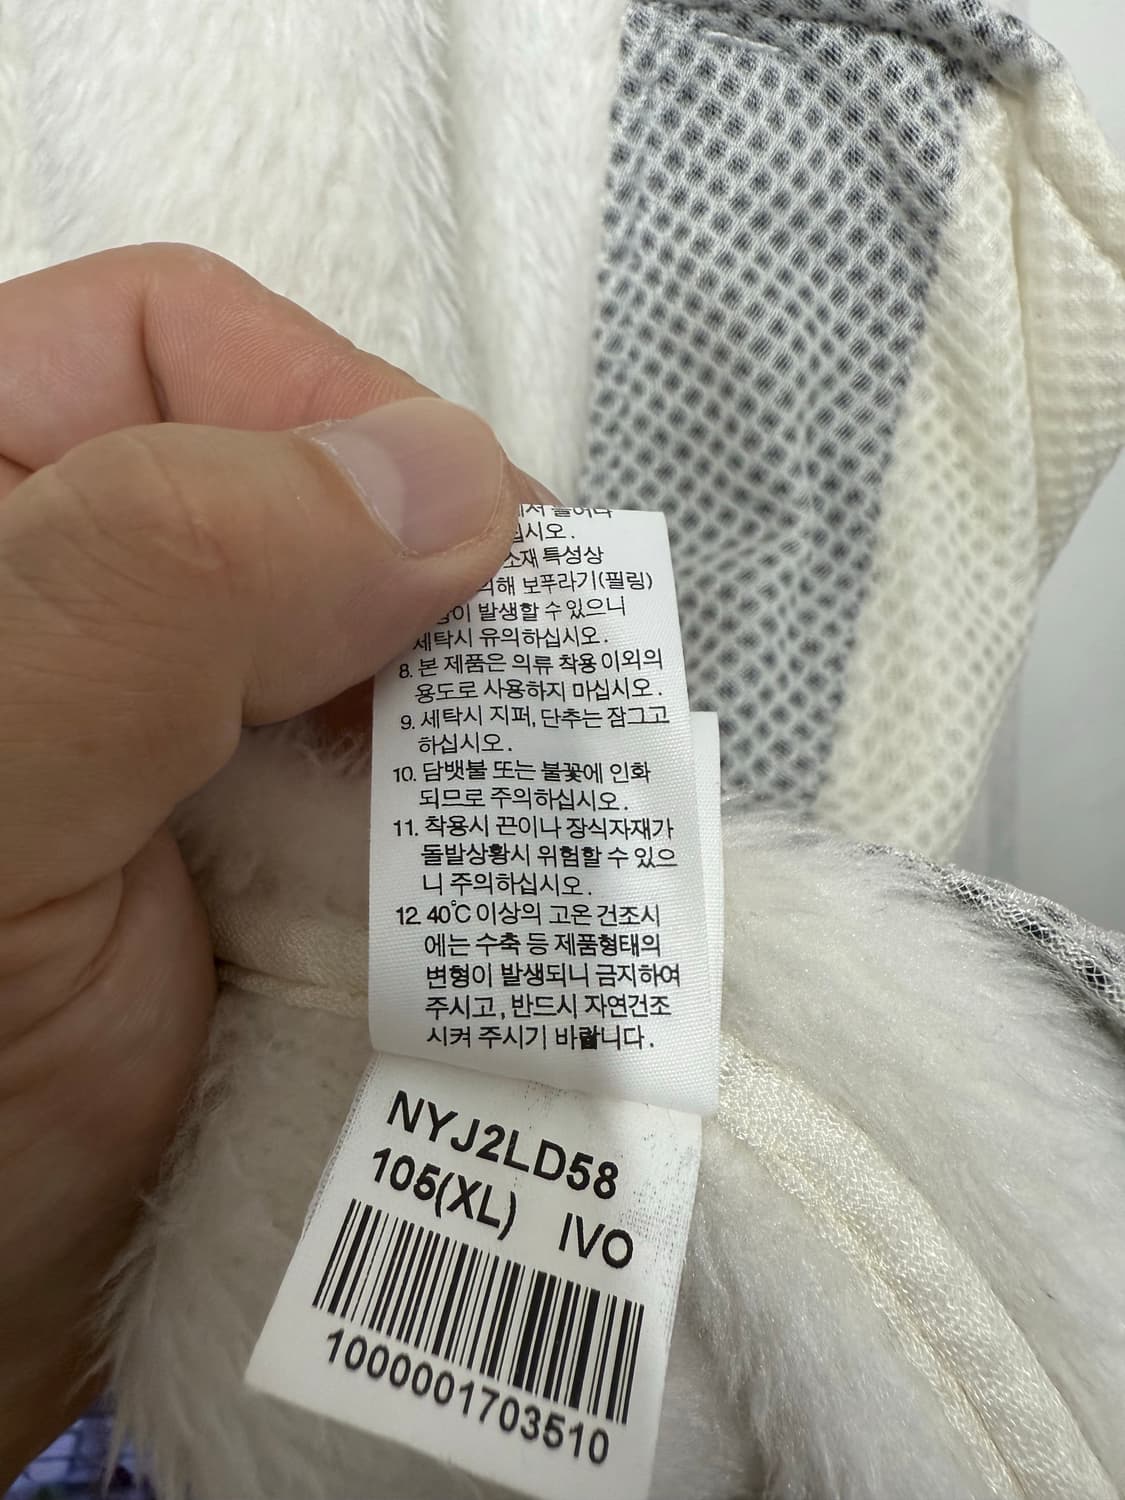 십시오.
소재 특성상
의해 보푸라기(필링)
이 발생할 수 있으니
세탁시 유의하십시오.
8. 본 제품은 의류 착용 이외의
용도로 사용하지 마십시오.
9. 세탁시 지퍼, 단추는 잠그고
하십시오.
10. 담뱃불 또는 불꽃에 인화
되므로 주의하십시오.
11. 착용시 끈이나 장식자재가
돌발상황시 위험할 수 있으
니 주의하십시오.
12. 40℃ 이상의 고온 건조시
에는 수축 등 제품형태의
변형이 발생되니 금지하여
주시고, 반드시 자연건조
시켜 주시기 바랍니다.
NYJ2LD58
105(XL) IVO
1000001703510